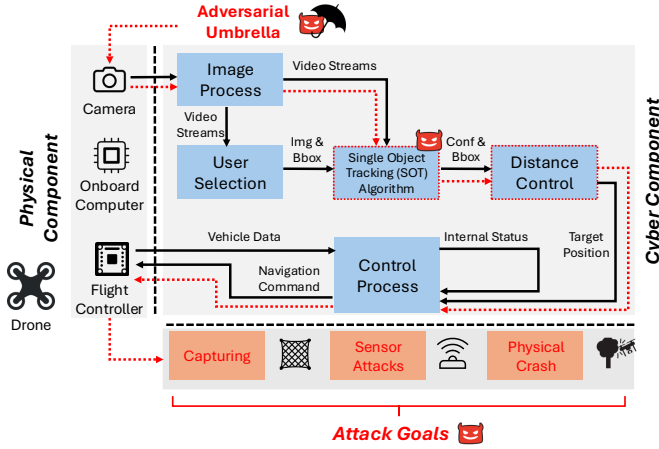 Adversarial
Umbrella
Camera
Image
Process
Video Streams
Video
Streams
User
Selection
Img &
Bbox
Single Object
Tracking (SOT)
Algorithm
Conf &
Bbox
Distance
Control
Physical
Component
Onboard
Computer
Cyber Component
Vehicle Data
Internal Status
Target
Position
Navigation
Command
Control
Process
Flight
Controller
Drone
Capturing
Sensor
Attacks
Physical
Crash
Attack Goals